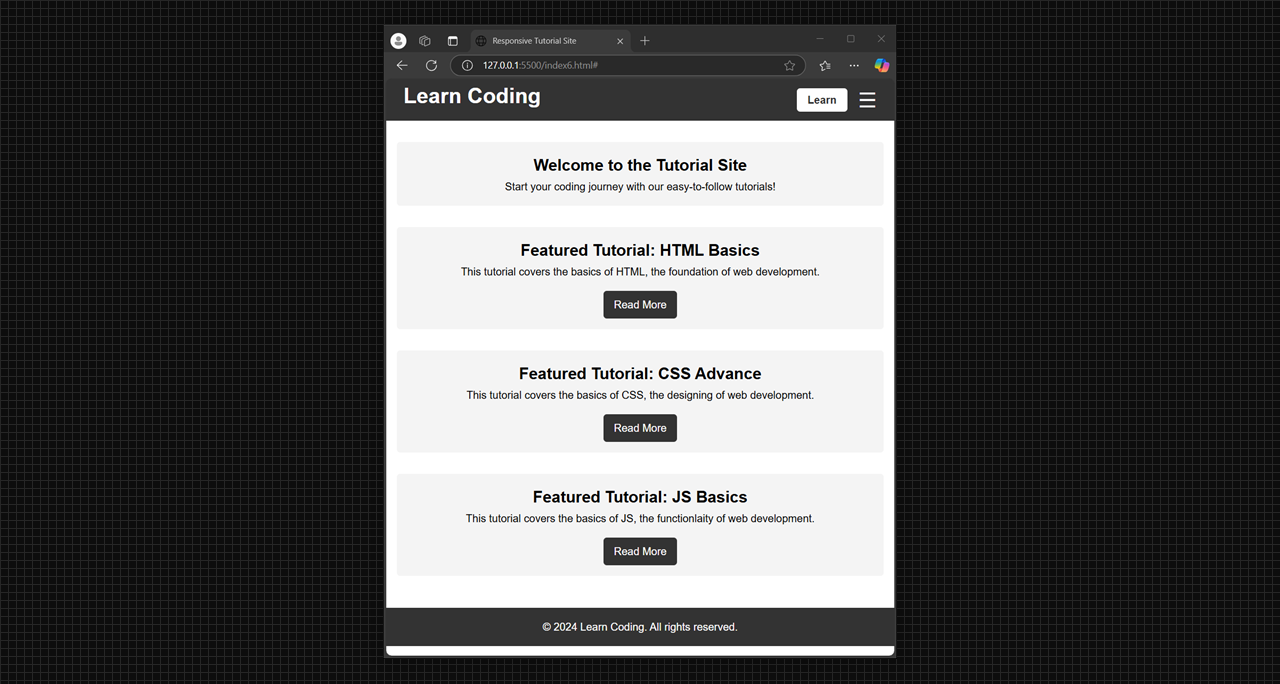 Responsive Tutorial Site
127.0.0.1:5500/index6.html#
Learn Coding
Learn
Welcome to the Tutorial Site
Start your coding journey with our easy-to-follow tutorials!
Featured Tutorial: HTML Basics
This tutorial covers the basics of HTML, the foundation of web development.
Read More
Featured Tutorial: CSS Advance
This tutorial covers the basics of CSS, the designing of web development.
Read More
Featured Tutorial: JS Basics
This tutorial covers the basics of JS, the functionlaity of web development.
Read More
© 2024 Learn Coding. All rights reserved.